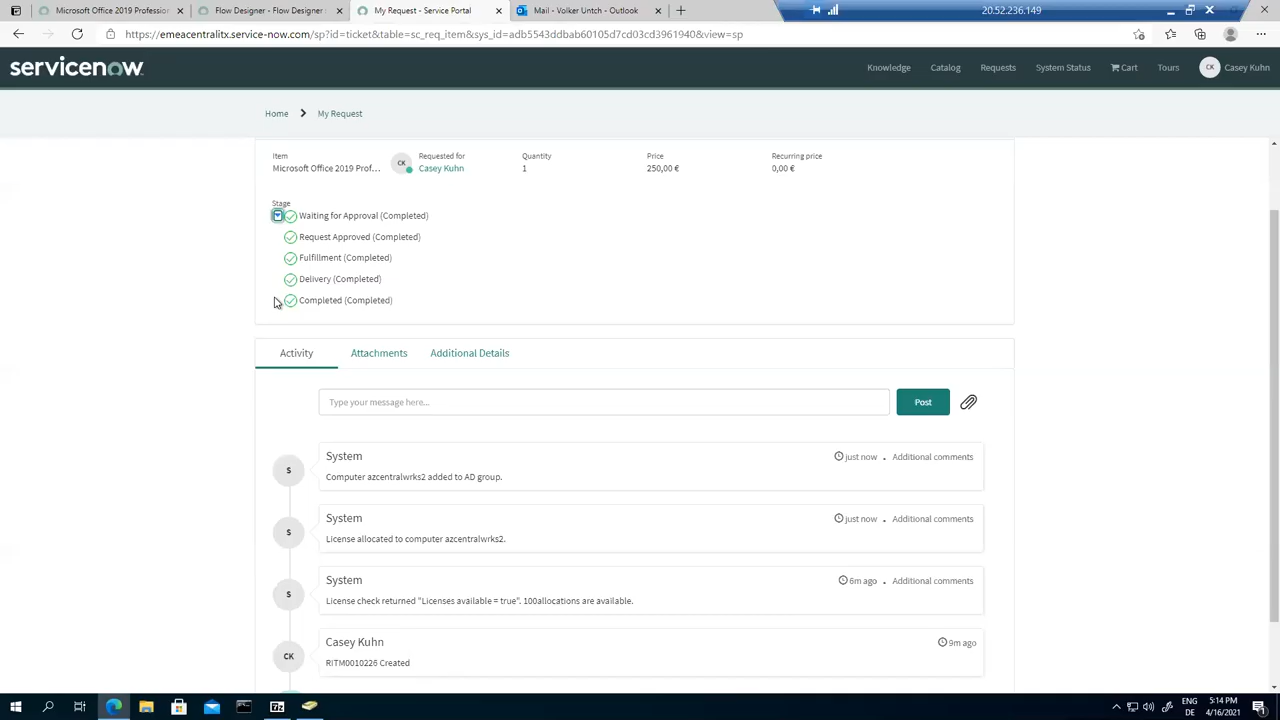 Microsoft Office 2019 Profession
Flow Designer - Flow Designer
My Request - Service Portal
Mail - Volker Untch - Outlook
20.52.236.149
https://emeacentralitx.service-now.com/sp?id=ticket&table=sc_req_item&sys_id=adb5543ddbab60105d7cd03cd3961940&view=sp
servicenow
Knowledge
Catalog
Requests
System Status
Cart
Tours
CK
Casey Kuhn
Home
My Request
Item
Microsoft Office 2019 Prof...
CK
Requested for
Casey Kuhn
Quantity
1
Price
250,00 €
Recurring price
0,00 €
Stage
Waiting for Approval (Completed)
Request Approved (Completed)
Fulfillment (Completed)
Delivery (Completed)
Completed (Completed)
Activity
Attachments
Additional Details
Type your message here...
Post
S
System
just now . Additional comments
Computer azcentralwrks2 added to AD group.
S
System
just now . Additional comments
License allocated to computer azcentralwrks2.
S
System
6m ago . Additional comments
License check returned "Licenses available = true". 100allocations are available.
CK
Casey Kuhn
9m ago
RITM0010226 Created
ENG
DE
5:14 PM
4/16/2021